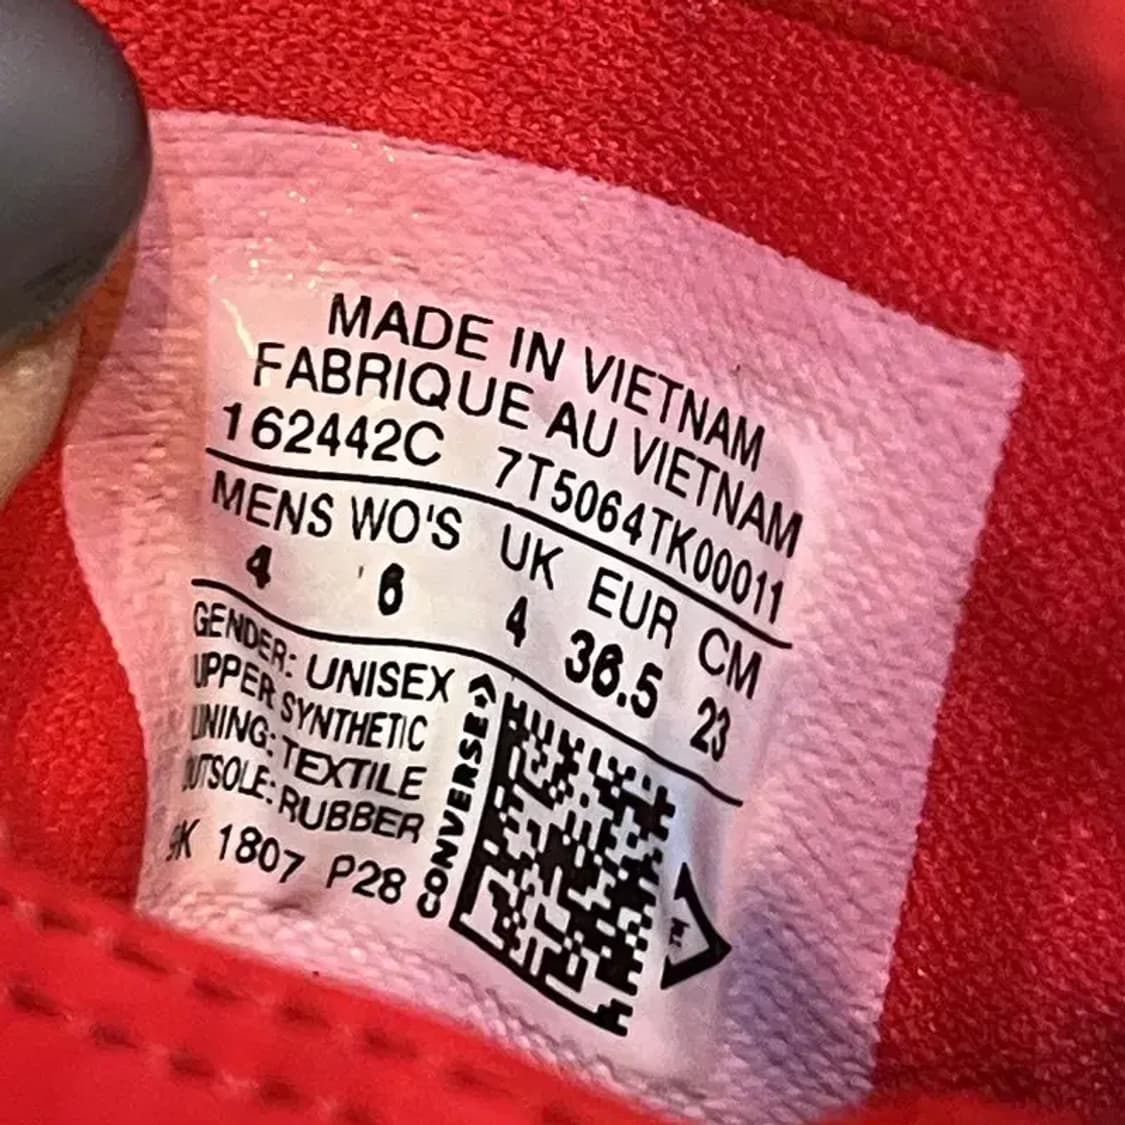 MADE IN VIETNAM
FABRIQUE AU VIETNAM
162442C 7T5064TK00011
MENS WO'S UK EUR CM
4 6 4 36.5 23
GENDER: UNISEX
UPPER SYNTHETIC
LINING: TEXTILE
OUTSOLE: RUBBER
1807 P28
CONVERSE